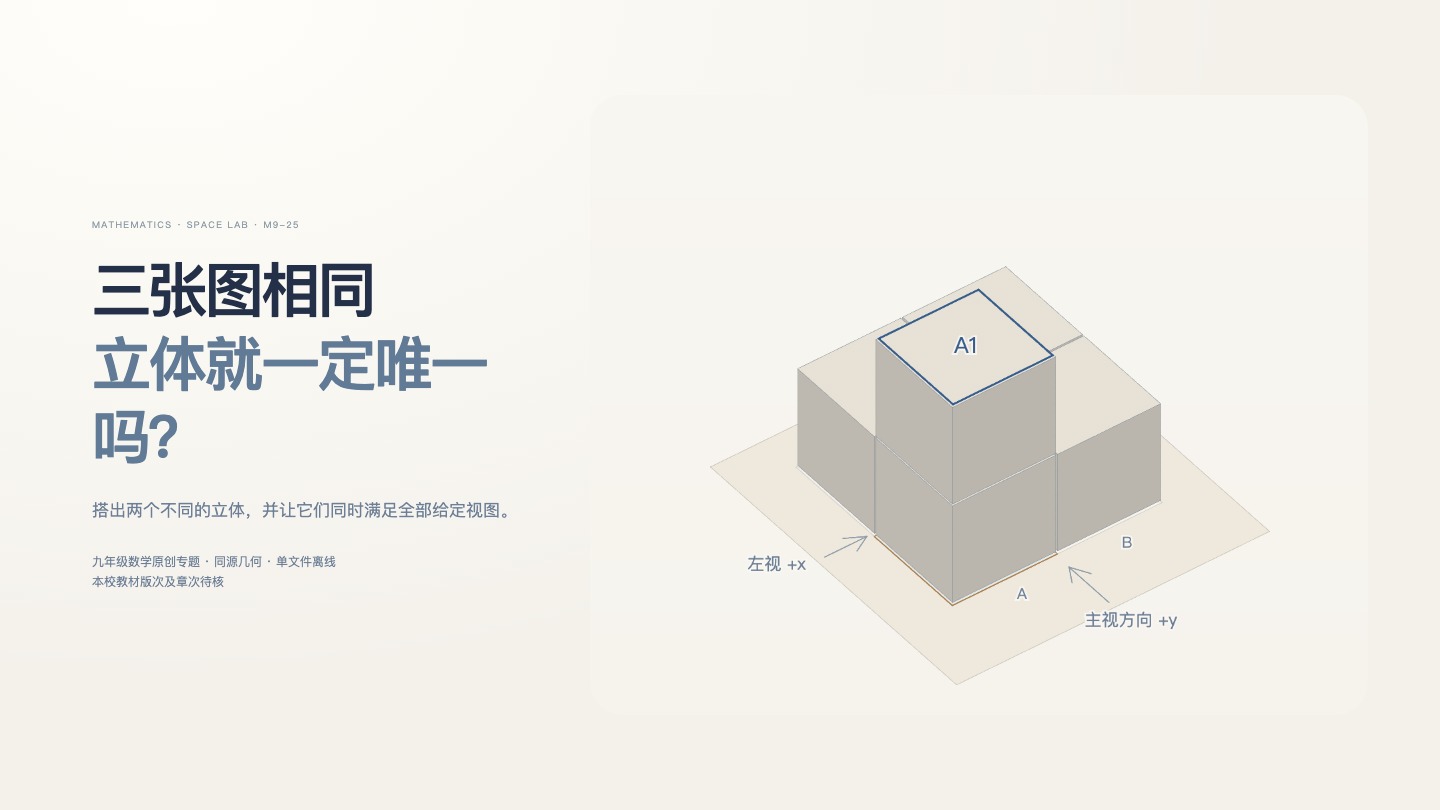 MATHEMATICS · SPACE LAB · M9–25
三张图相同
立体就一定唯一
吗?
搭出两个不同的立体，并让它们同时满足全部给定视图。
九年级数学原创专题 · 同源几何 · 单文件离线
本校教材版次及章次待核
A1
左视 +x
A
B
主视方向 +y